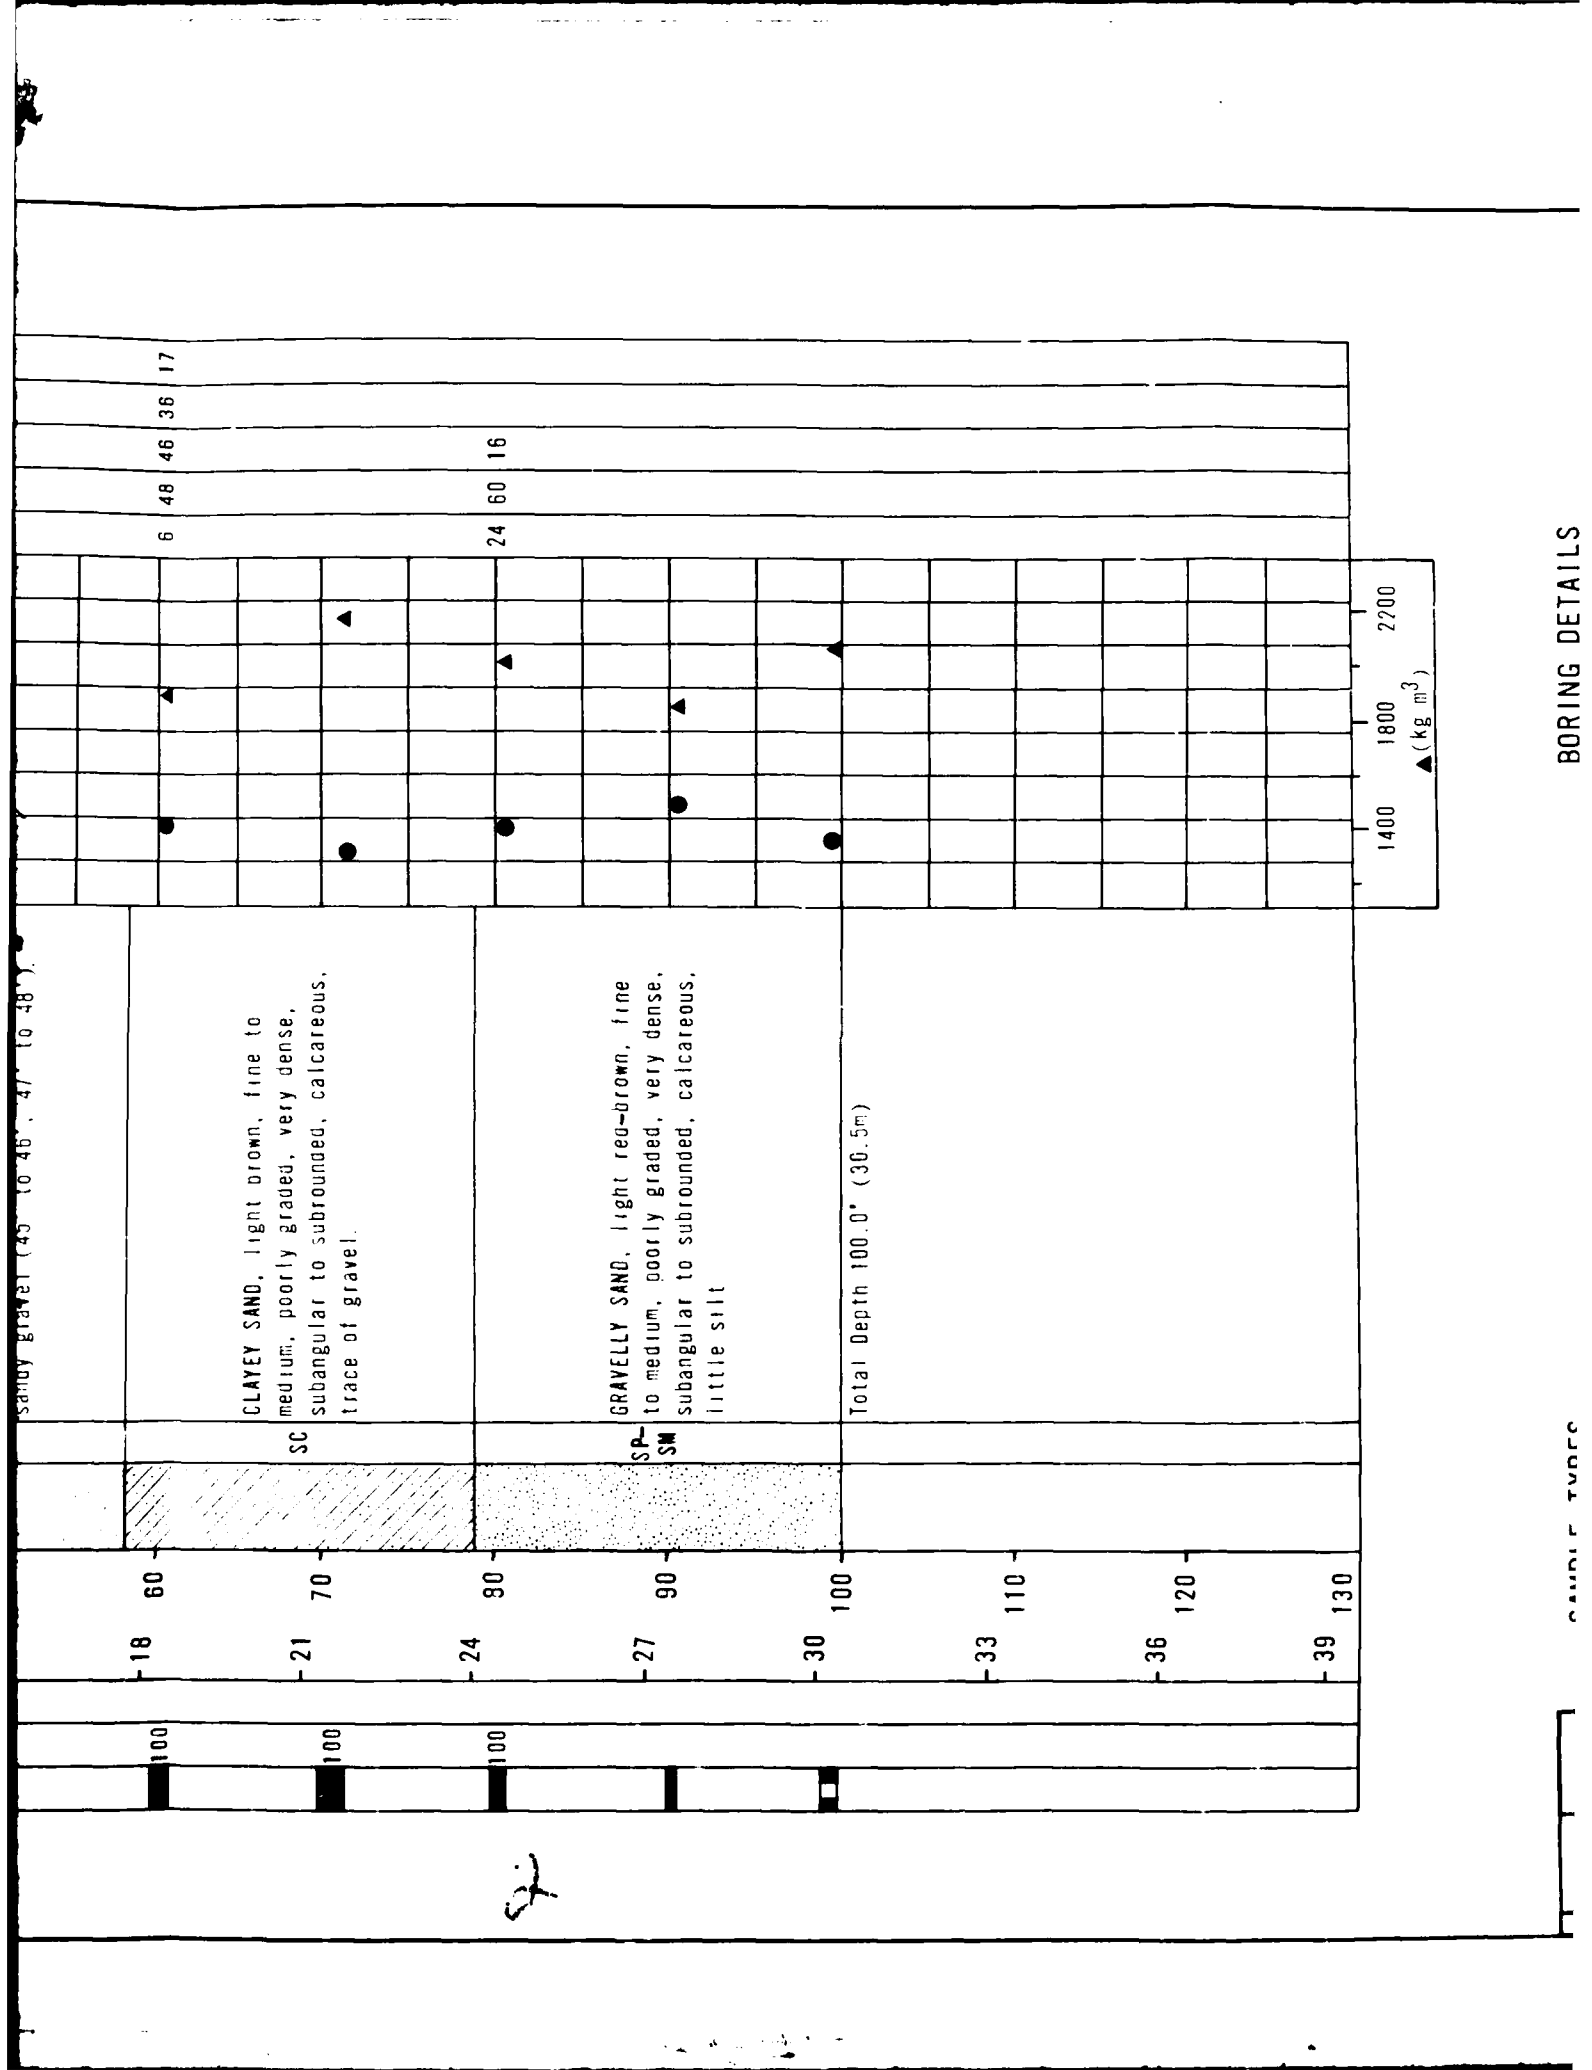 sandy gravel (45' to 46', 47' to 48').
CLAYEY SAND, light brown, fine to
medium, poorly graded, very dense,
subangular to subrounded, calcareous,
trace of gravel.
SC
GRAVELLY SAND, light red-brown, fine
to medium, poorly graded, very dense,
subangular to subrounded, calcareous,
little silt
SP-
SM
Total Depth 100.0' (30.5m)
6 48 46 36 17
24 60 16
60
70
80
90
100
110
120
130
18
21
24
27
30
33
36
39
100
100
100
1400 1800 2200
▲(kg m³)
BORING DETAILS
SAMPLE TYPES